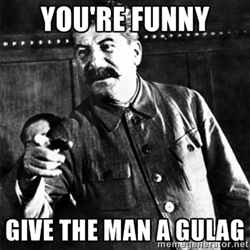 YOU'RE FUNNY
GIVE THE MAN A GULAG
memegenerator.net